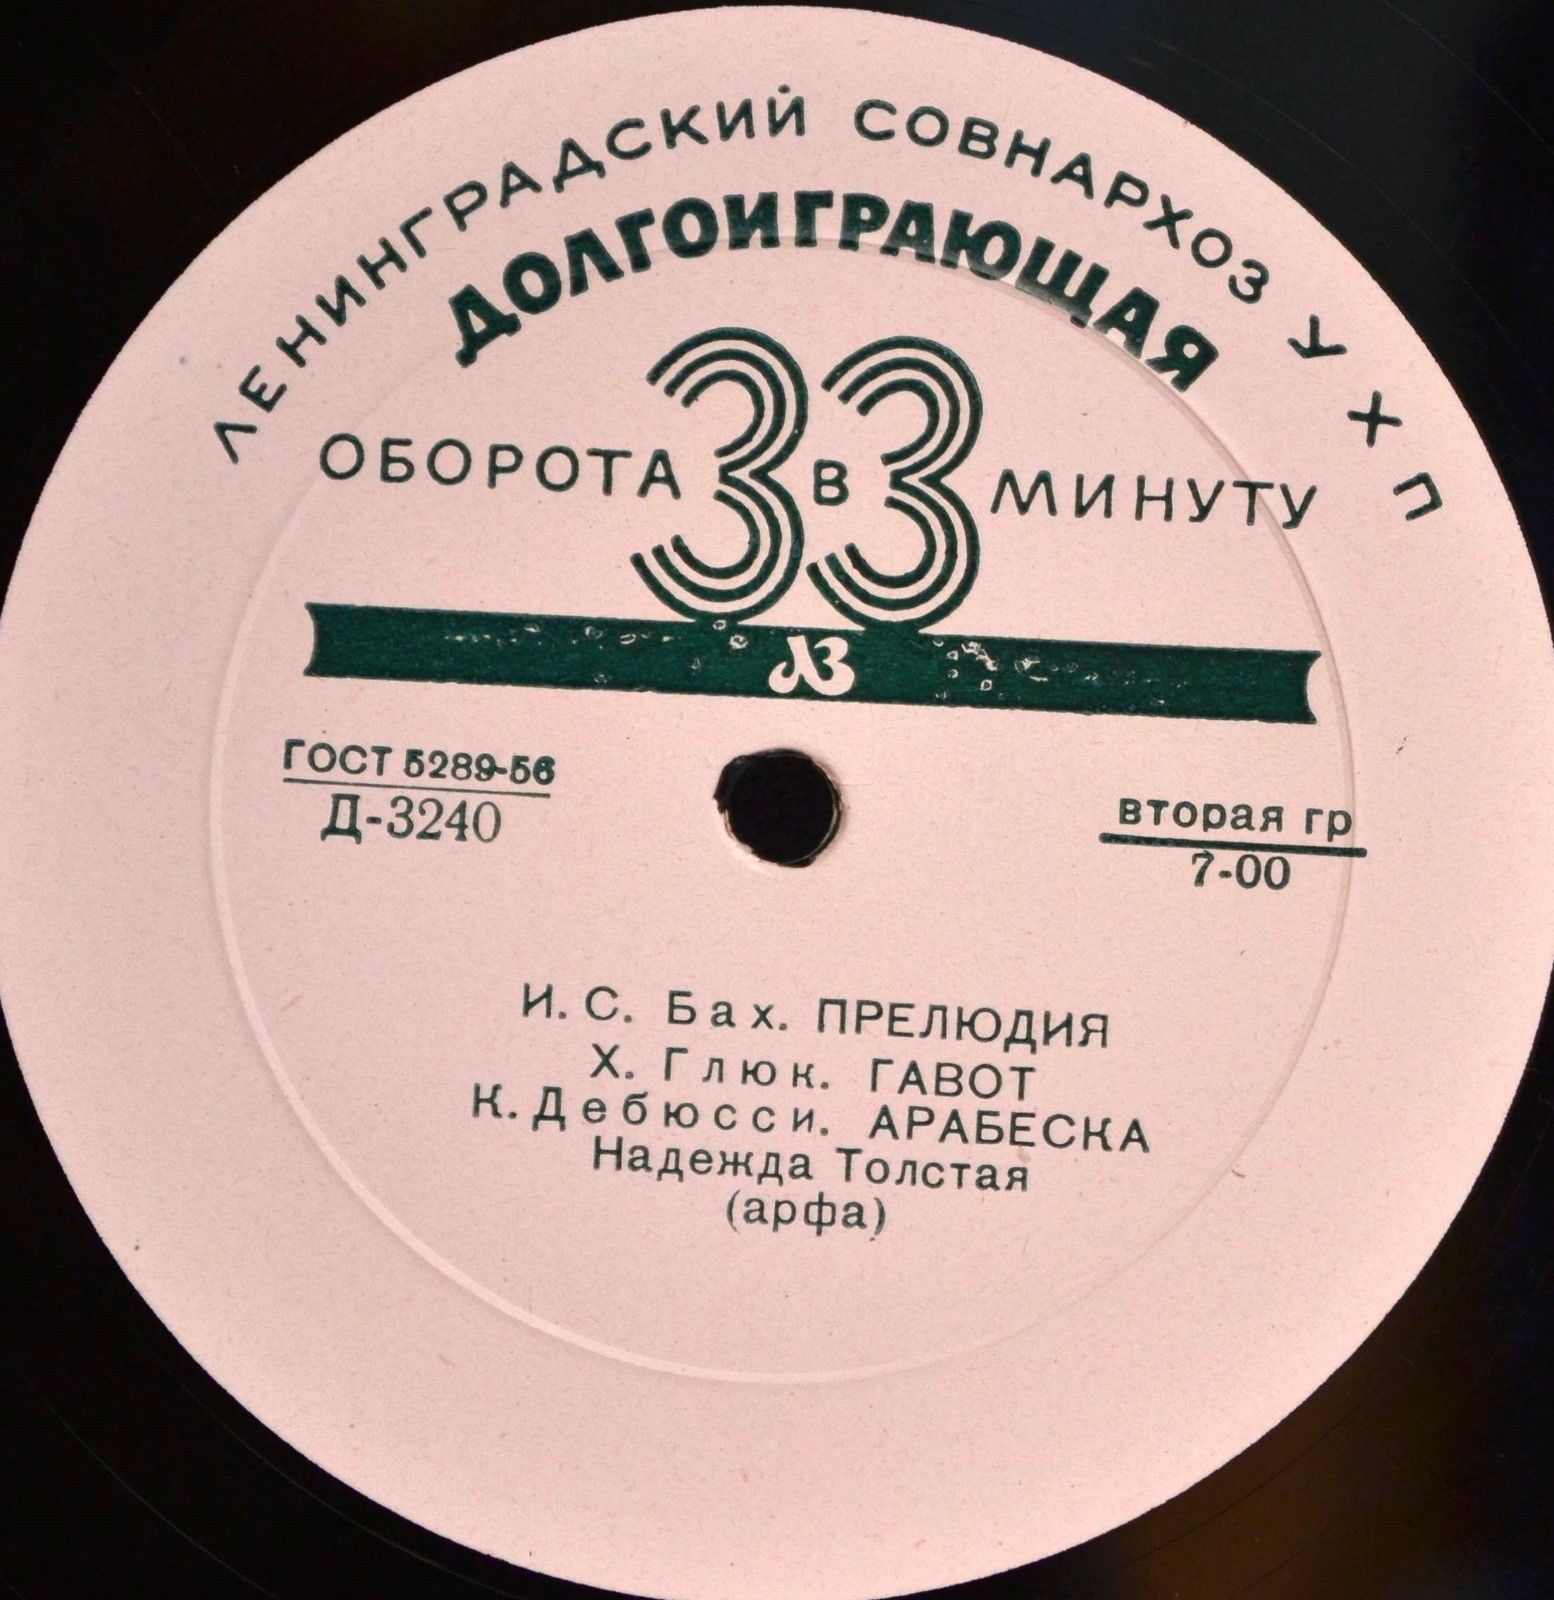 ЛЕНИНГРАДСКИЙ СОВНАРХОЗ УХП
ДОЛГОИГРАЮЩАЯ
ОБОРОТА 33 В МИНУТУ
ЛЗ
ГОСТ 5289-56
Д-3240
вторая гр
7-00
И. С. Бах. ПРЕЛЮДИЯ
Х. Глюк. ГАВОТ
К. Дебюсси. АРАБЕСКА
Надежда Толстая
(арфа)